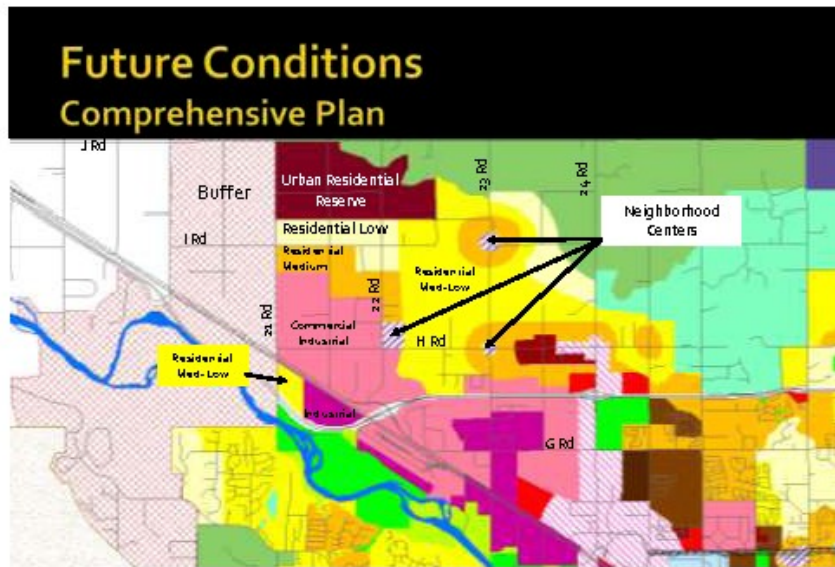 Future Conditions
Comprehensive Plan
J Rd
Buffer
Urban Residential
Reserve
23 Rd
24 Rd
Neighborhood
Centers
Residential Low
I Rd
Residential
Medium
Residential
Med-Low
22 Rd
21 Rd
Commercial
Industrial
H Rd
Residential
Med-Low
Industrial
G Rd